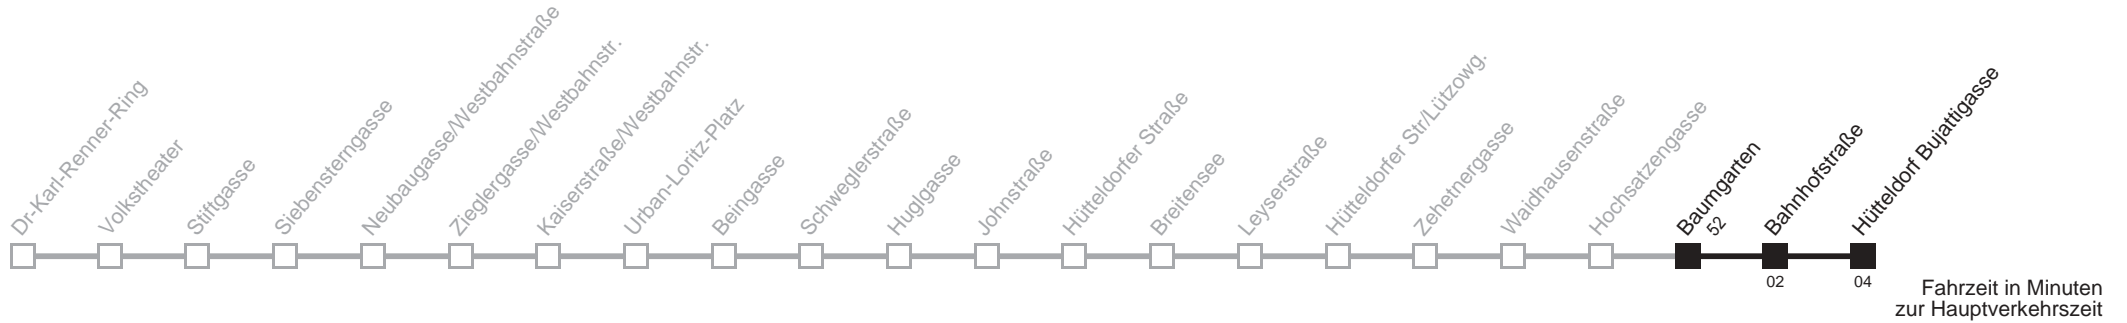 Dr-Karl-Renner-Ring
Volkstheater
Stiftgasse
Siebensterngasse
Neubaugasse/Westbahnstraße
Zieglergasse/Westbahnstr.
Kaiserstraße/Westbahnstr.
Urban-Loritz-Platz
Beingasse
Schweglerstraße
Huglgasse
Johnstraße
Hütteldorfer Straße
Breitensee
Leyserstraße
Hütteldorfer Str/Lützowg.
Zehetnergasse
Waidhausenstraße
Hochsatzengasse
Baumgarten
52
Bahnhofstraße
Hütteldorf Bujattigasse
02
04
Fahrzeit in Minuten
zur Hauptverkehrszeit